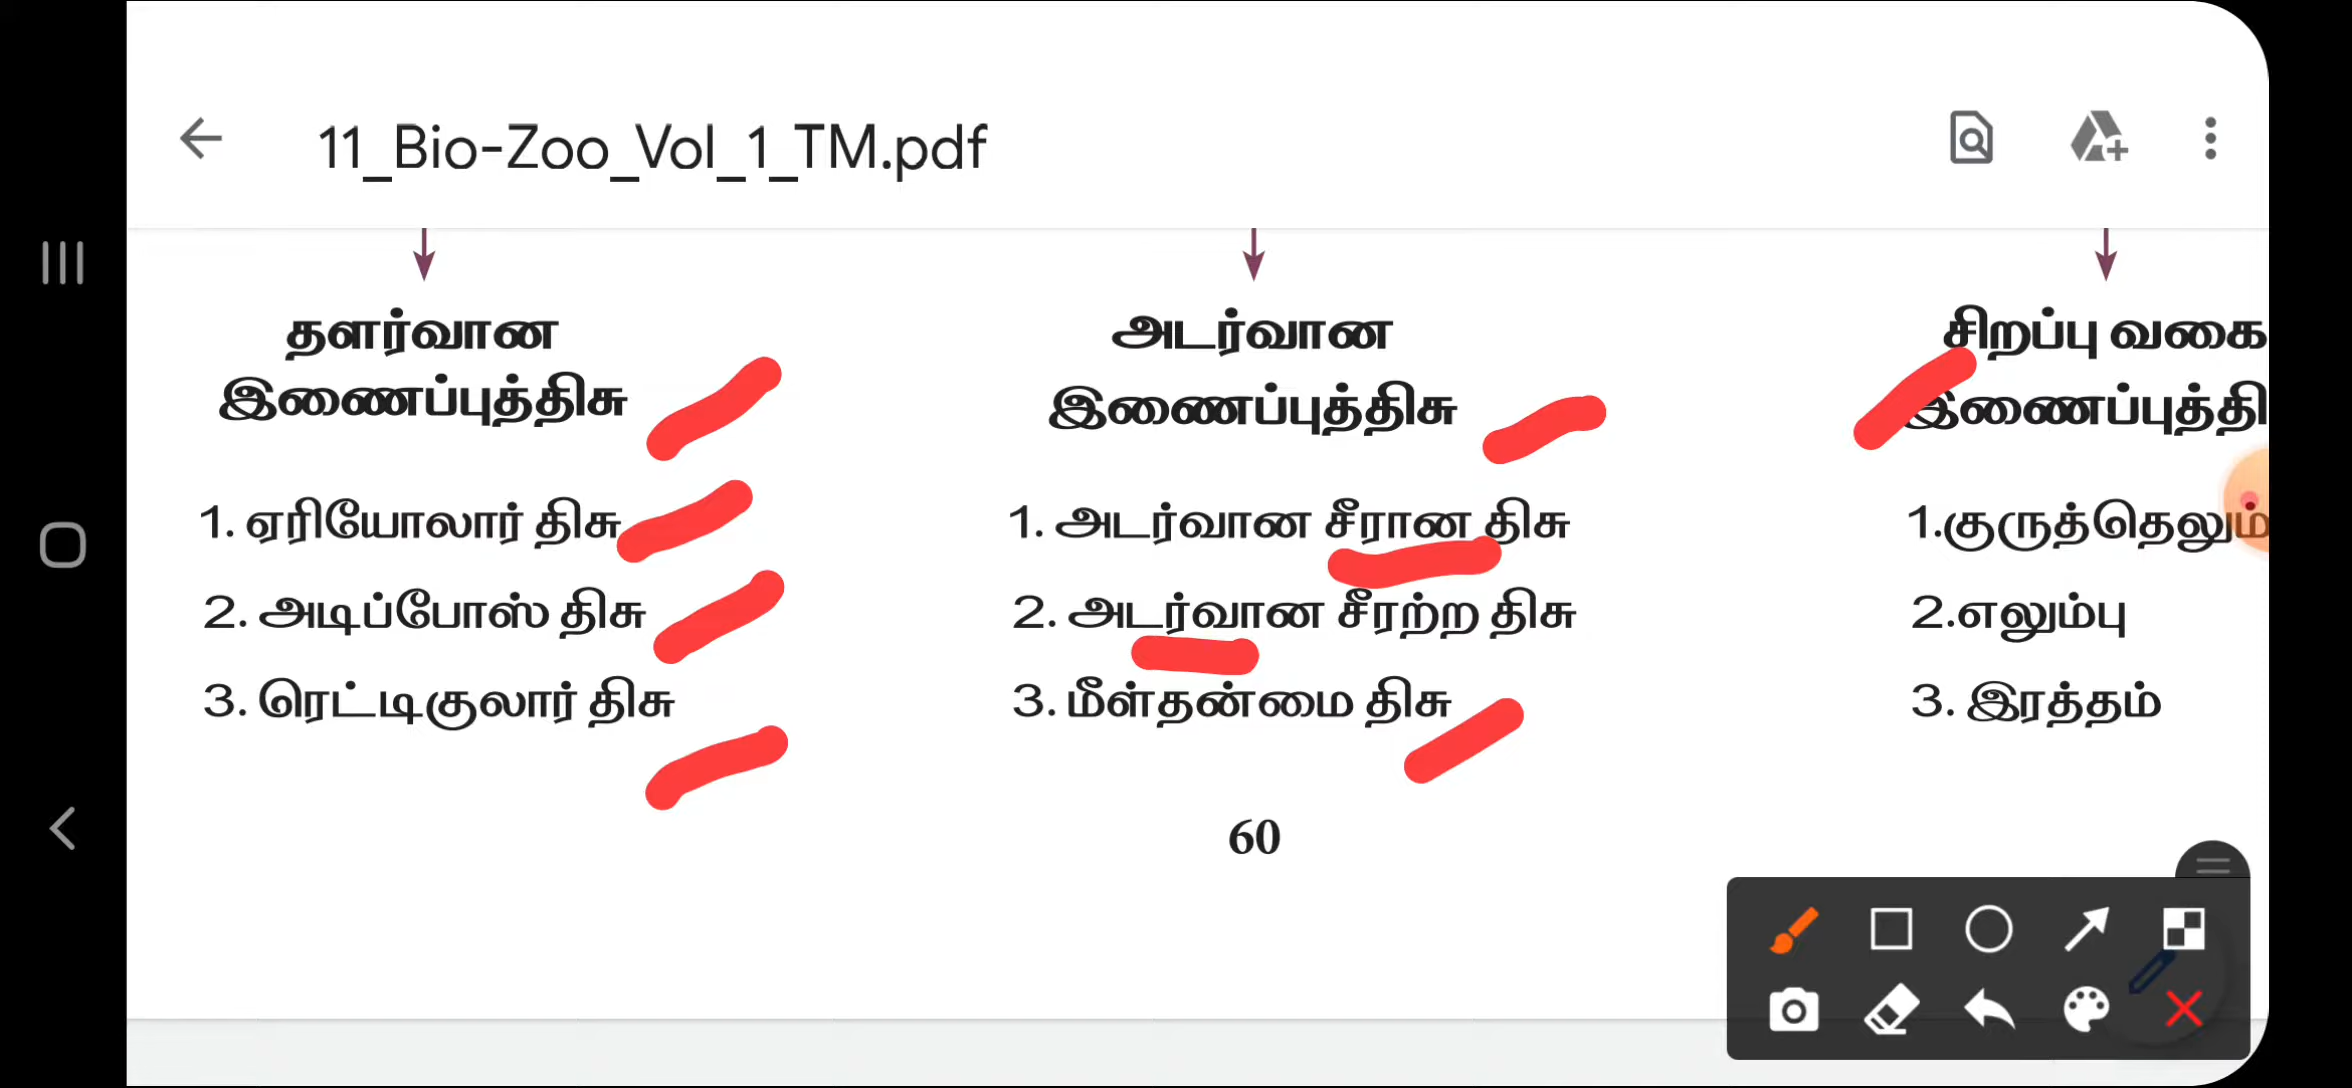 11_Bio-Zoo_Vol_1_TM.pdf
தளர்வான
இணைப்புத்திசு
1. ஏரியோலார் திசு
2. அடிப்போஸ் திசு
3. ரெட்டிகுலார் திசு
அடர்வான
இணைப்புத்திசு
1. அடர்வான சீரான திசு
2. அடர்வான சீரற்ற திசு
3. மீள்தன்மை திசு
சிறப்பு வகை
இணைப்புத்தி
1.குருத்தெலும்
2.எலும்பு
3. இரத்தம்
60